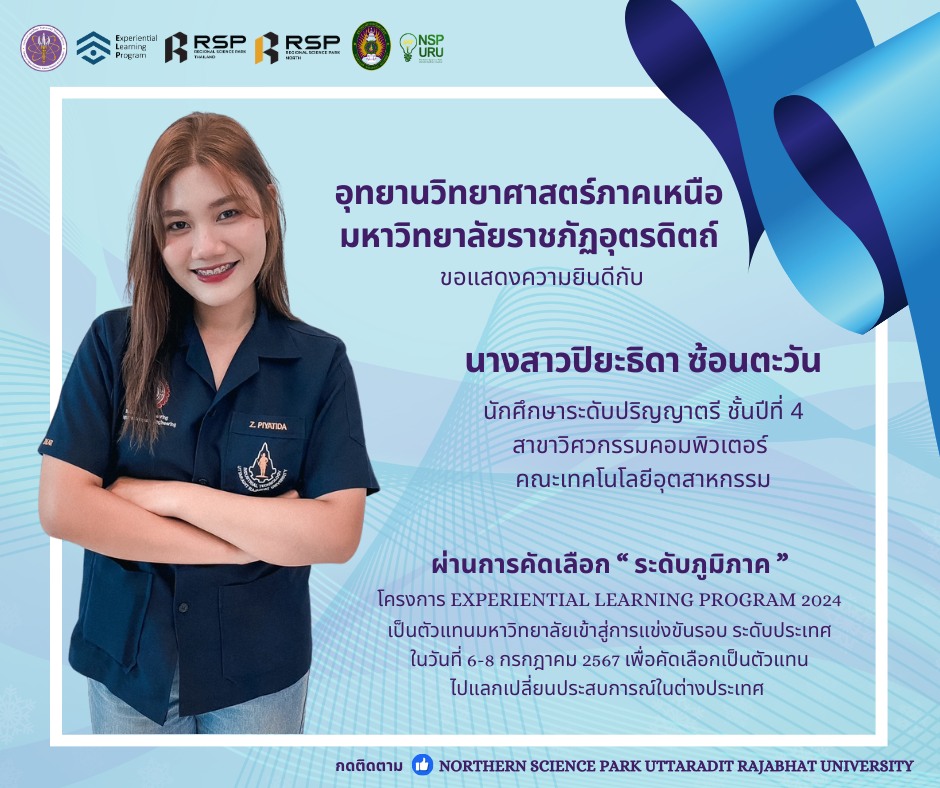 Experiential
Learning
Program
RSP
REGIONAL SCIENCE PARK
THAILAND
RSP
REGIONAL SCIENCE PARK
NORTH
NSP
URU
อุทยานวิทยาศาสตร์ภาคเหนือ
มหาวิทยาลัยราชภัฏอุตรดิตถ์
ขอแสดงความยินดีกับ
นางสาวปิยะธิดา ซ้อนตะวัน
นักศึกษาระดับปริญญาตรี ชั้นปีที่ 4
สาขาวิศวกรรมคอมพิวเตอร์
คณะเทคโนโลยีอุตสาหกรรม
Z. PIYATIDA
ผ่านการคัดเลือก “ ระดับภูมิภาค ”
โครงการ EXPERIENTIAL LEARNING PROGRAM 2024
เป็นตัวแทนมหาวิทยาลัยเข้าสู่การแข่งขันรอบ ระดับประเทศ
ในวันที่ 6-8 กรกฎาคม 2567 เพื่อคัดเลือกเป็นตัวแทน
ไปแลกเปลี่ยนประสบการณ์ในต่างประเทศ
กดติดตาม NORTHERN SCIENCE PARK UTTARADIT RAJABHAT UNIVERSITY